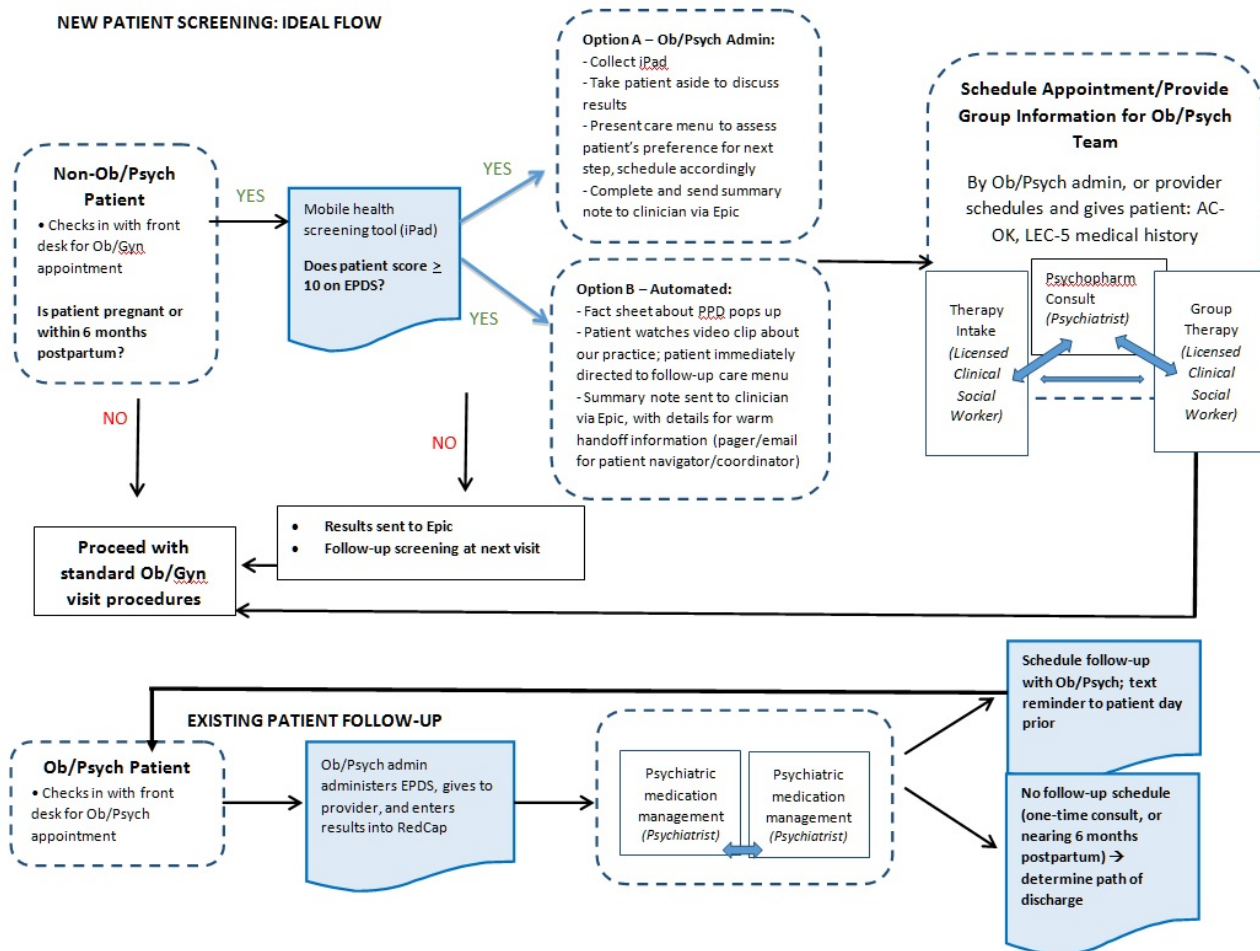 NEW PATIENT SCREENING: IDEAL FLOW
Non-Ob/Psych
Patient
• Checks in with front
desk for Ob/Gyn
appointment
Is patient pregnant or
within 6 months
postpartum?
YES
NO
Mobile health
screening tool (iPad)
Does patient score ≥
10 on EPDS?
YES
YES
NO
Option A – Ob/Psych Admin:
- Collect iPad
- Take patient aside to discuss
results
- Present care menu to assess
patient's preference for next
step, schedule accordingly
- Complete and send summary
note to clinician via Epic
Option B – Automated:
- Fact sheet about PPD pops up
- Patient watches video clip about
our practice; patient immediately
directed to follow-up care menu
- Summary note sent to clinician
via Epic, with details for warm
handoff information (pager/email
for patient navigator/coordinator)
Schedule Appointment/Provide
Group Information for Ob/Psych
Team
By Ob/Psych admin, or provider
schedules and gives patient: AC-
OK, LEC-5 medical history
Therapy
Intake
(Licensed
Clinical
Social
Worker)
Psychopharm
Consult
(Psychiatrist)
Group
Therapy
(Licensed
Clinical
Social
Worker)
• Results sent to Epic
• Follow-up screening at next visit
Proceed with
standard Ob/Gyn
visit procedures
EXISTING PATIENT FOLLOW-UP
Ob/Psych Patient
• Checks in with front
desk for Ob/Psych
appointment
Ob/Psych admin
administers EPDS, gives to
provider, and enters
results into RedCap
Psychiatric
medication
management
(Psychiatrist)
Psychiatric
medication
management
(Psychiatrist)
Schedule follow-up
with Ob/Psych; text
reminder to patient day
prior
No follow-up schedule
(one-time consult, or
nearing 6 months
postpartum) →
determine path of
discharge